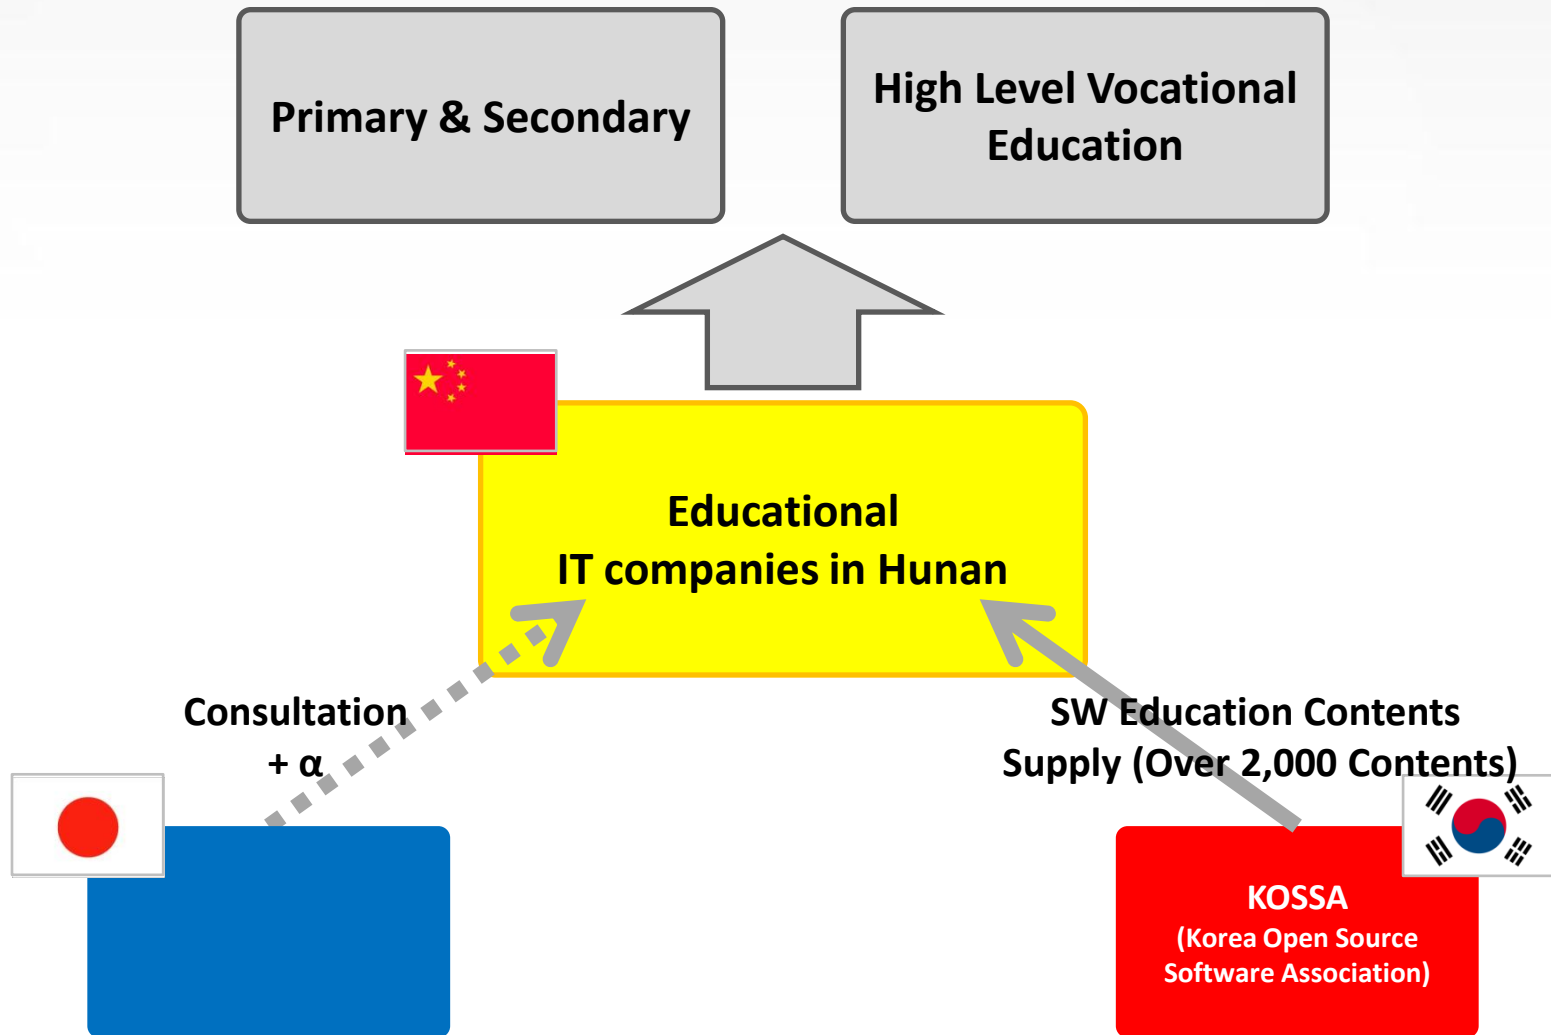 Primary & Secondary
High Level Vocational
Education
Educational
IT companies in Hunan
Consultation
+ α
SW Education Contents
Supply (Over 2,000 Contents)
KOSSA
(Korea Open Source
Software Association)